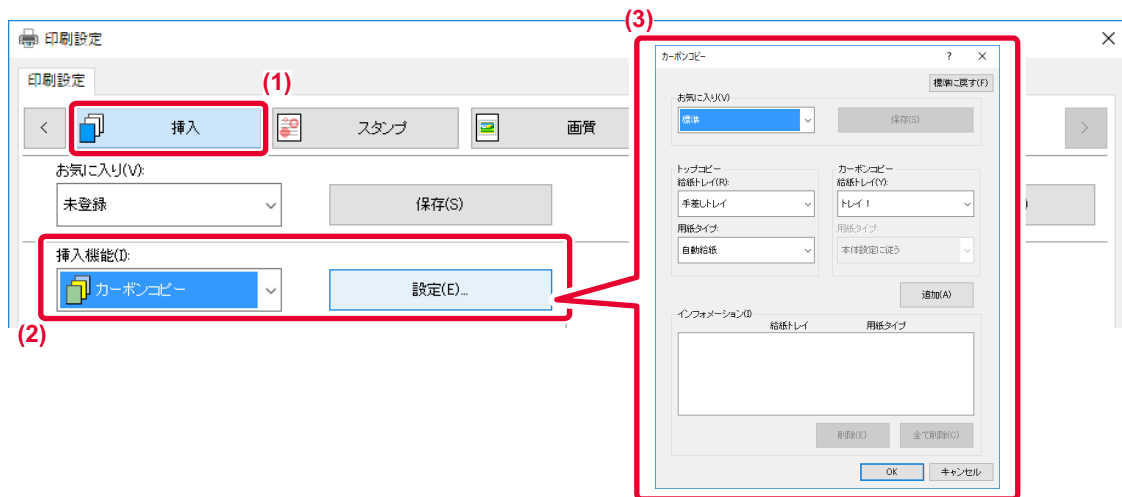 (3)
印刷設定
カーボンコピー
? ×
印刷設定
(1)
標準に戻す(F)
お気に入り(V)
< 挿入 スタンプ 画質 >
標準 保存(S)
お気に入り(V):
未登録 保存(S) )
トップコピー カーボンコピー
給紙トレイ(R): 給紙トレイ(Y):
手差しトレイ トレイ 1
用紙タイプ: 用紙タイプ:
自動給紙 本体設定に従う
挿入機能(I):
カーボンコピー 設定(E)...
(2)
追加(A)
インフォメーション(I)
給紙トレイ 用紙タイプ
削除(E) 全て削除(C)
OK キャンセル